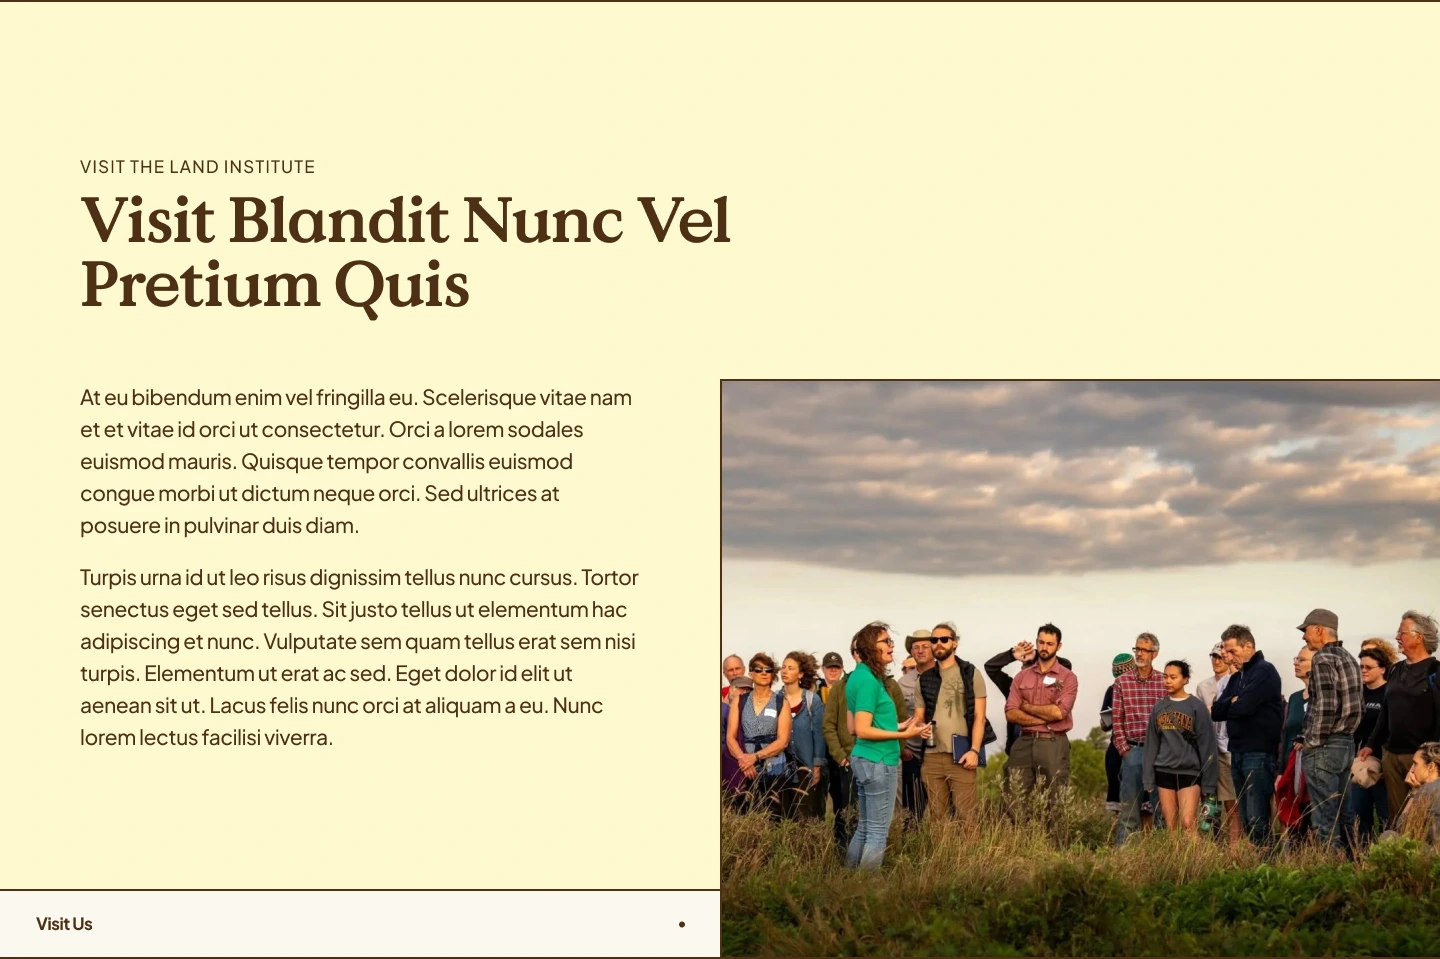 VISIT THE LAND INSTITUTE
Visit Blandit Nunc Vel
Pretium Quis
At eu bibendum enim vel fringilla eu. Scelerisque vitae nam
et et vitae id orci ut consectetur. Orci a lorem sodales
euismod mauris. Quisque tempor convallis euismod
congue morbi ut dictum neque orci. Sed ultrices at
posuere in pulvinar duis diam.
Turpis urna id ut leo risus dignissim tellus nunc cursus. Tortor
senectus eget sed tellus. Sit justo tellus ut elementum hac
adipiscing et nunc. Vulputate sem quam tellus erat sem nisi
turpis. Elementum ut erat ac sed. Eget dolor id elit ut
aenean sit ut. Lacus felis nunc orci at aliquam a eu. Nunc
lorem lectus facilisi viverra.
Visit Us